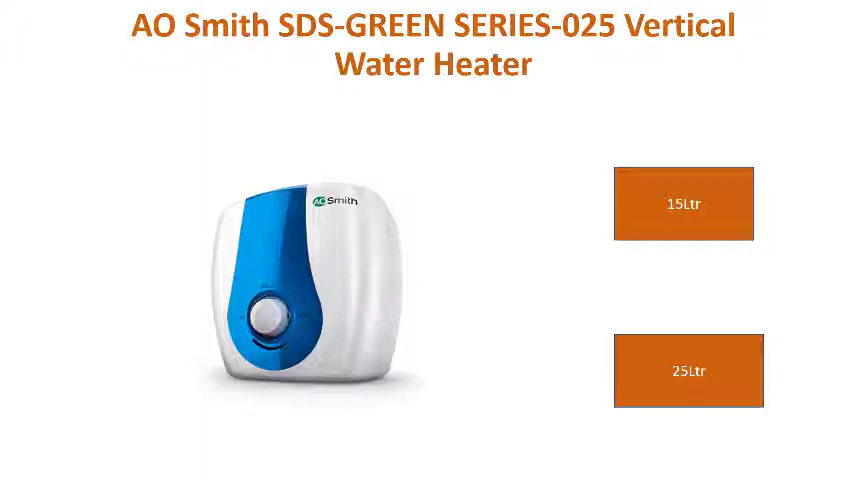 AO Smith SDS-GREEN SERIES-025 Vertical
Water Heater
AO Smith
15Ltr
25Ltr